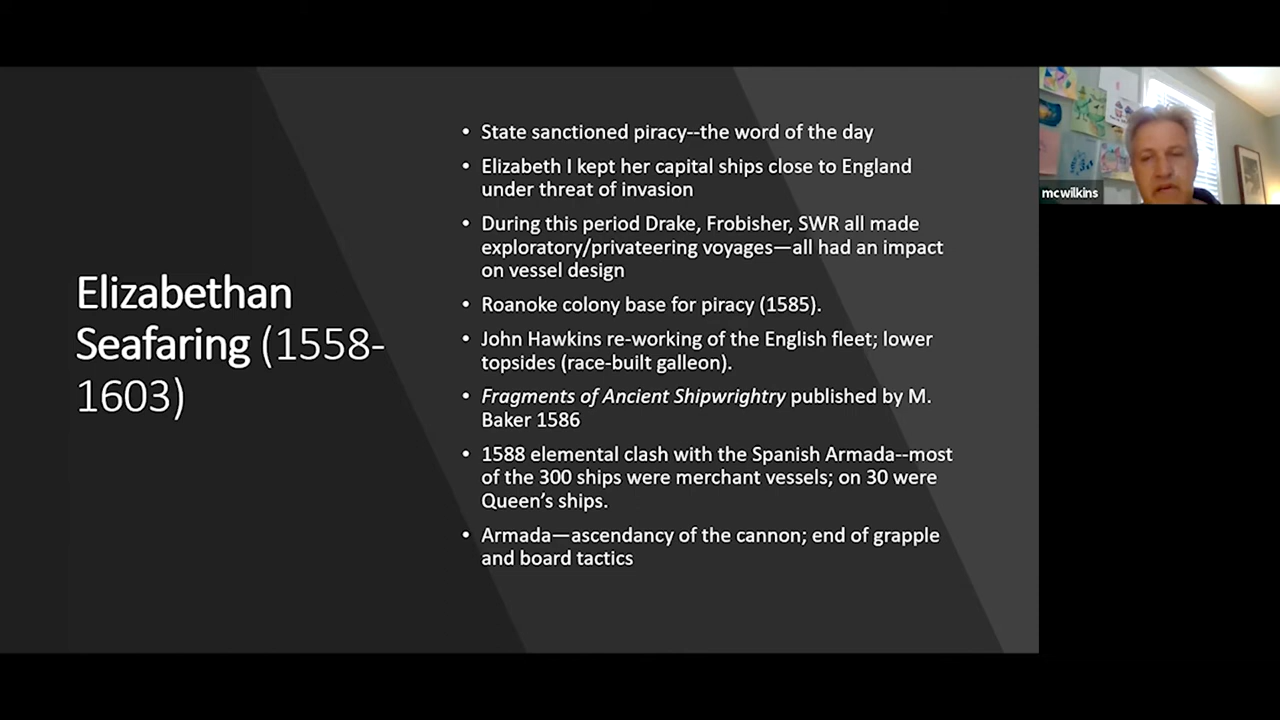 Elizabethan
Seafaring (1558-
1603)
• State sanctioned piracy--the word of the day
• Elizabeth I kept her capital ships close to England
under threat of invasion
• During this period Drake, Frobisher, SWR all made
exploratory/privateering voyages—all had an impact
on vessel design
• Roanoke colony base for piracy (1585).
• John Hawkins re-working of the English fleet; lower
topsides (race-built galleon).
• Fragments of Ancient Shipwrightry published by M.
Baker 1586
• 1588 elemental clash with the Spanish Armada--most
of the 300 ships were merchant vessels; on 30 were
Queen’s ships.
• Armada—ascendancy of the cannon; end of grapple
and board tactics
mcwilkins